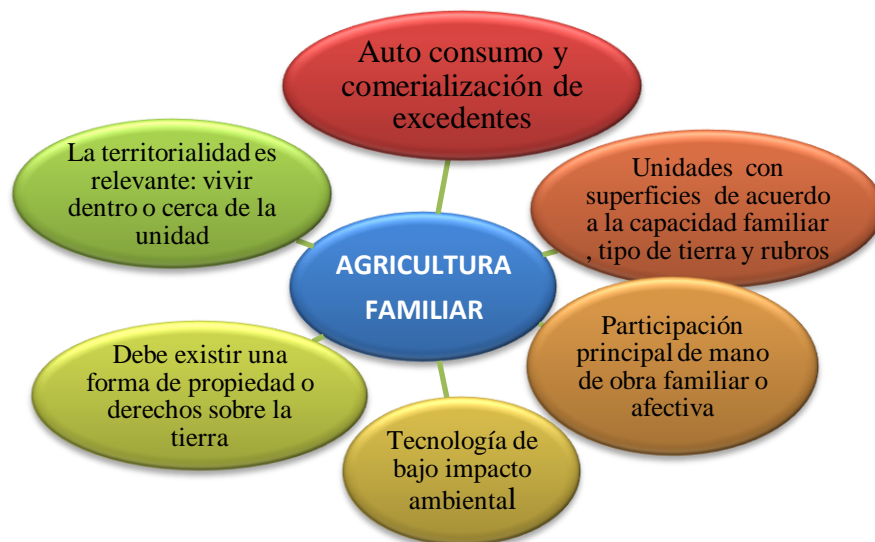 Auto consumo y
comerialización de
excedentes
La territorialidad es
relevante: vivir
dentro o cerca de la
unidad
Unidades con
superficies de acuerdo
a la capacidad familiar
, tipo de tierra y rubros
AGRICULTURA
FAMILIAR
Debe existir una
forma de propiedad o
derechos sobre la
tierra
Participación
principal de mano
de obra familiar o
afectiva
Tecnología de
bajo impacto
ambiental